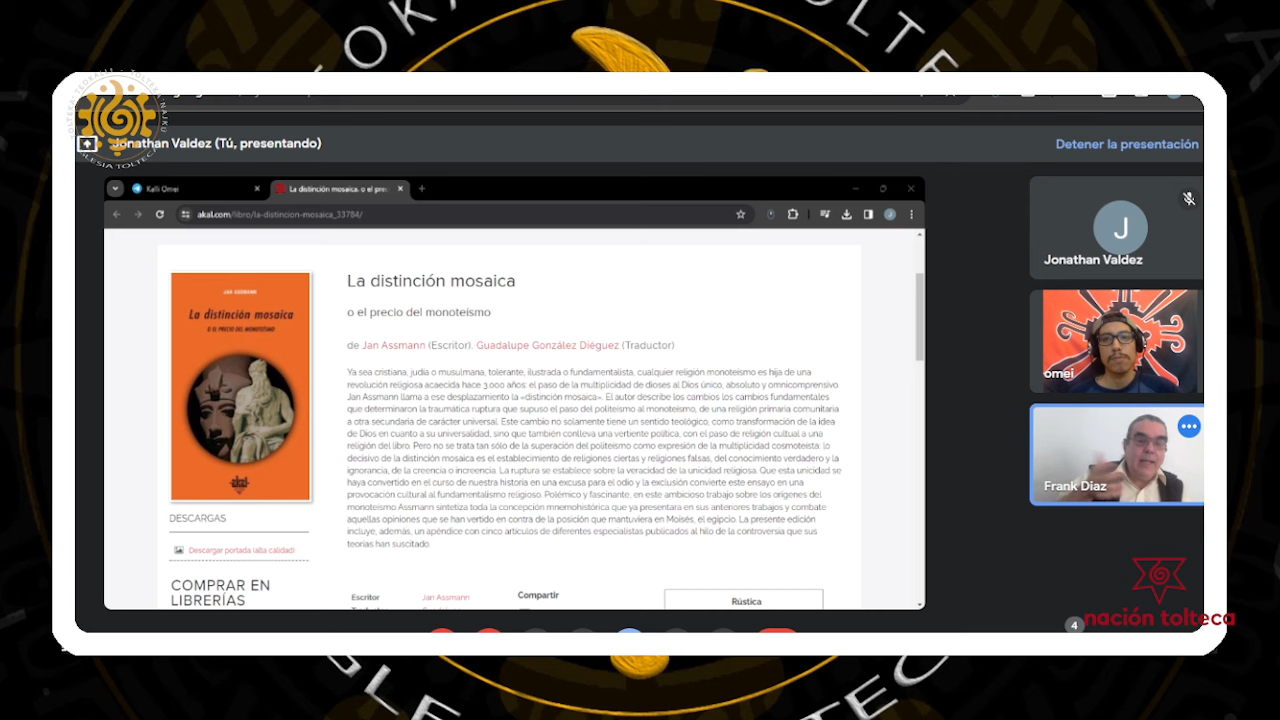 Jonathan Valdez (Tú, presentando)
Detener la presentación
Kalli Omei
La distinción mosaica. o el prec
akal.com/libro/la-distincion-mosaica_33784/
JAN ASSMANN
La distinción mosaica
O EL PRECIO DEL MONOTEÍSMO
akal
DESCARGAS
Descargar portada (alta calidad)
COMPRAR EN
LIBRERÍAS
La distinción mosaica
o el precio del monoteísmo
de Jan Assmann (Escritor), Guadalupe González Diéguez (Traductor)
Ya sea cristiana, judía o musulmana, tolerante, ilustrada o fundamentalista, cualquier religión monoteísta es hija de una
revolución religiosa acaecida hace 3.000 años: el paso de la multiplicidad de dioses al Dios único, absoluto y omnicomprensivo.
Jan Assmann llama a ese desplazamiento la «distinción mosaica». El autor describe los cambios los cambios fundamentales
que determinaron la traumática ruptura que supuso el paso del politeísmo al monoteísmo, de una religión primaria comunitaria
a otra secundaria de carácter universal. Este cambio no solamente tiene un sentido teológico, como transformación de la idea
de Dios en cuanto a su universalidad, sino que también conlleva una vertiente política, con el paso de religión cultual a una
religión del libro. Pero no se trata tan sólo de la superación del politeísmo como expresión de la multiplicidad cosmoteísta: lo
decisivo de la distinción mosaica es el establecimiento de religiones ciertas y religiones falsas, del conocimiento verdadero y la
ignorancia, de la creencia o increencia. La ruptura se establece sobre la veracidad de la unicidad religiosa. Que esta unicidad se
haya convertido en el curso de nuestra historia en una excusa para el odio y la exclusión convierte este ensayo en una
provocación cultural al fundamentalismo religioso. Polémico y fascinante, en este ambicioso trabajo sobre los orígenes del
monoteísmo Assmann sintetiza toda la concepción mnemohistórica que ya presentara en sus anteriores trabajos y combate
aquellas opiniones que se han vertido en contra de la posición que mantuviera en Moisés, el egipcio. La presente edición
incluye, además, un apéndice con cinco artículos de diferentes especialistas publicados al hilo de la controversia que sus
teorías han suscitado.
Escritor
Jan Assmann
Compartir
Rústica
J
Jonathan Valdez
omei
Frank Diaz
4
nación tolteca